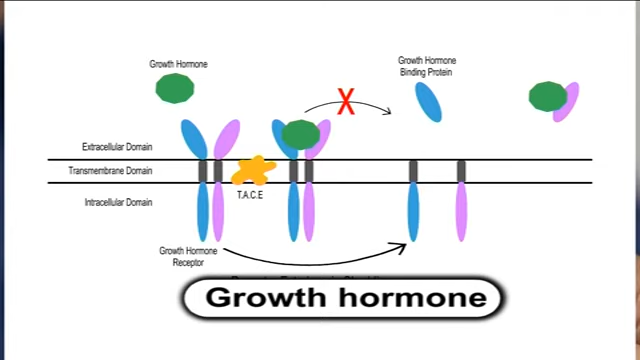 Growth Hormone
Growth Hormone
Binding Protein
X
Extracellular Domain
Transmembrane Domain
T.A.C.E
Intracellular Domain
Growth Hormone
Receptor
Growth hormone